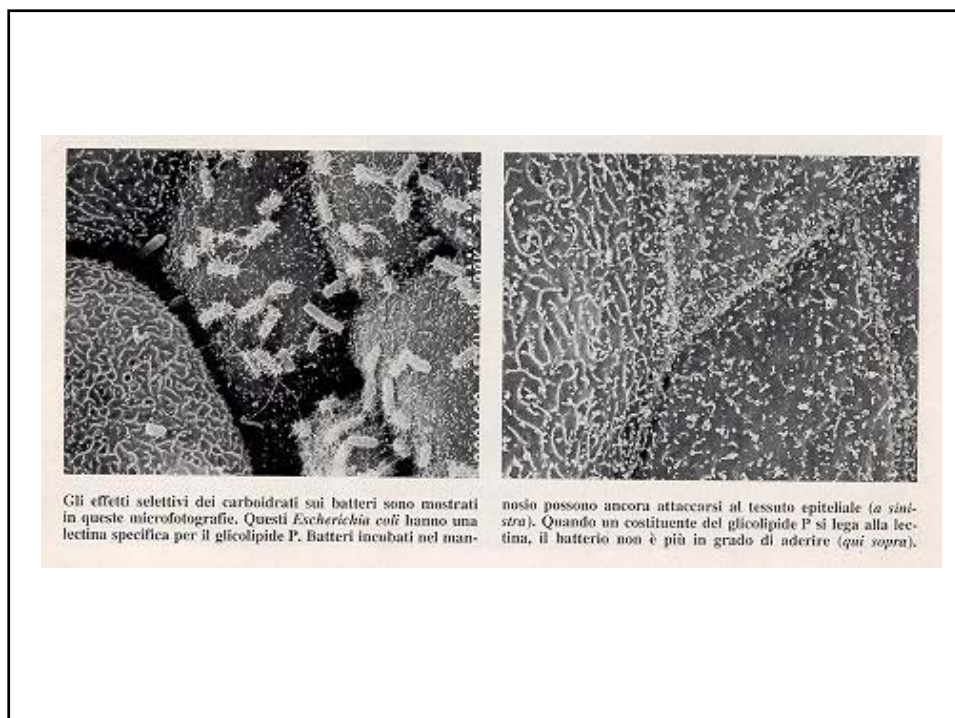 Gli effetti selettivi dei carboidrati sui batteri sono mostrati
in queste microfotografie. Questi Escherichia coli hanno una
lectina specifica per il glicolipide P. Batteri incubati nel man-
nosio possono ancora attaccarsi al tessuto epiteliale (a sini-
stra). Quando un costituente del glicolipide P si lega alla lec-
tina, il batterio non è più in grado di aderire (qui sopra).